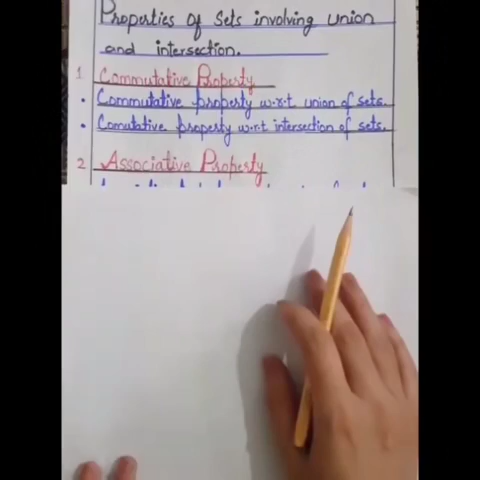 Properties of Sets involving union
and intersection.
1 Commutative Property
• Commutative property w.r.t union of sets.
• Comutative property w.r.t intersection of sets.
2 Associative Property